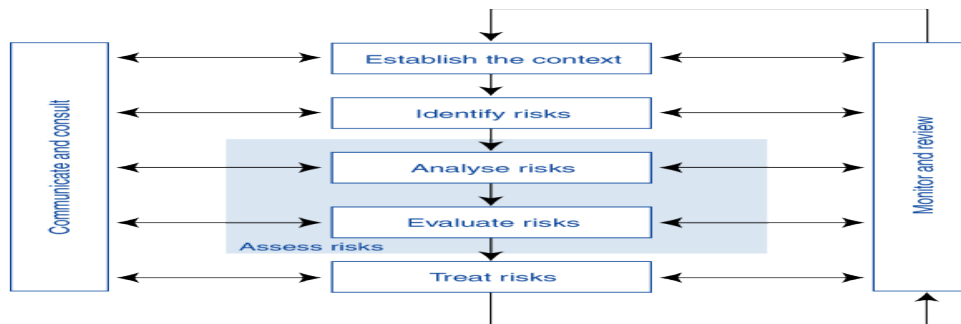 Establish the context
Communicate and consult
Identify risks
Analyse risks
Evaluate risks
Assess risks
Treat risks
Monitor and review